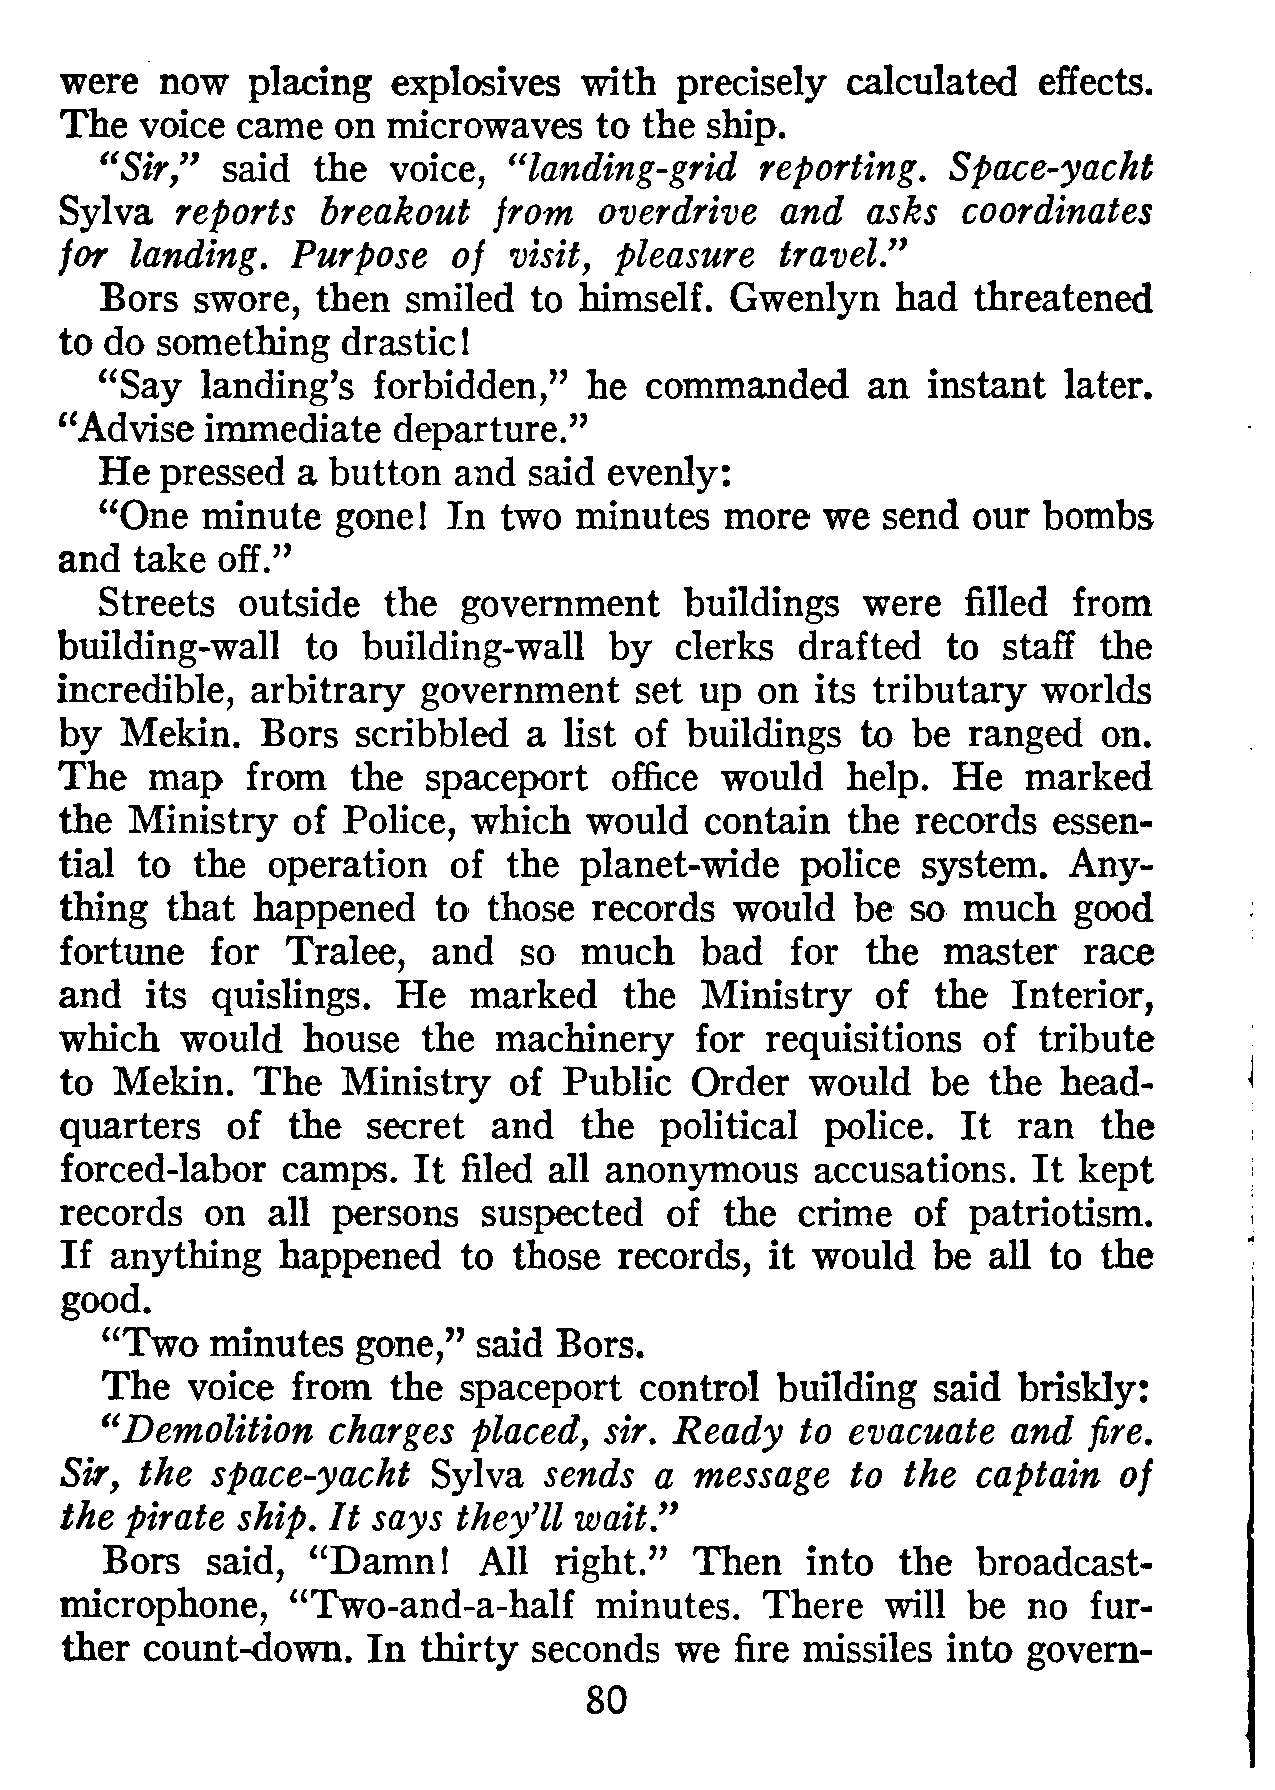 were now placing explosives with precisely calculated effects.
The voice came on microwaves to the ship.
“Sir,” said the voice, “landing-grid reporting. Space-yacht
Sylva reports breakout from overdrive and asks coordinates
for landing. Purpose of visit, pleasure travel.”
Bors swore, then smiled to himself. Gwenlyn had threatened
to do something drastic!
“Say landing’s forbidden,” he commanded an instant later.
“Advise immediate departure.”
He pressed a button and said evenly:
“One minute gone! In two minutes more we send our bombs
and take off.”
Streets outside the government buildings were filled from
building-wall to building-wall by clerks drafted to staff the
incredible, arbitrary government set up on its tributary worlds
by Mekin. Bors scribbled a list of buildings to be ranged on.
The map from the spaceport office would help. He marked
the Ministry of Police, which would contain the records essen-
tial to the operation of the planet-wide police system. Any-
thing that happened to those records would be so much good
fortune for Tralee, and so much bad for the master race
and its quislings. He marked the Ministry of the Interior,
which would house the machinery for requisitions of tribute
to Mekin. The Ministry of Public Order would be the head-
quarters of the secret and the political police. It ran the
forced-labor camps. It filed all anonymous accusations. It kept
records on all persons suspected of the crime of patriotism.
If anything happened to those records, it would be all to the
good.
“Two minutes gone,” said Bors.
The voice from the spaceport control building said briskly:
“Demolition charges placed, sir. Ready to evacuate and fire.
Sir, the space-yacht Sylva sends a message to the captain of
the pirate ship. It says they’ll wait.”
Bors said, “Damn! All right.” Then into the broadcast-
microphone, “Two-and-a-half minutes. There will be no fur-
ther count-down. In thirty seconds we fire missiles into govern-
80